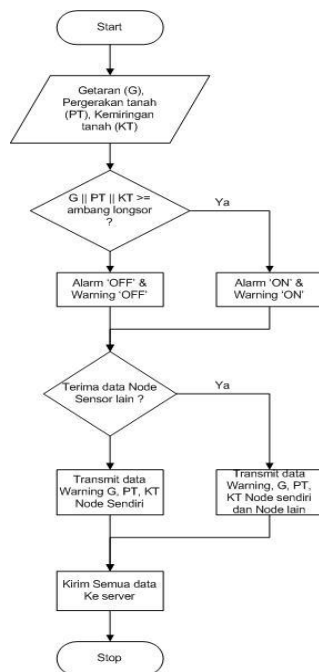 Start
Getaran (G),
Pergerakan tanah
(PT), Kemiringan
tanah (KT)
G || PT || KT >=
ambang longsor
?
Ya
Alarm 'OFF' &
Warning 'OFF'
Alarm 'ON' &
Warning 'ON'
Terima data Node
Sensor lain ?
Ya
Transmit data
Warning G, PT, KT
Node Sendiri
Transmit data
Warning, G, PT,
KT Node sendiri
dan Node lain
Kirim Semua data
Ke server
Stop